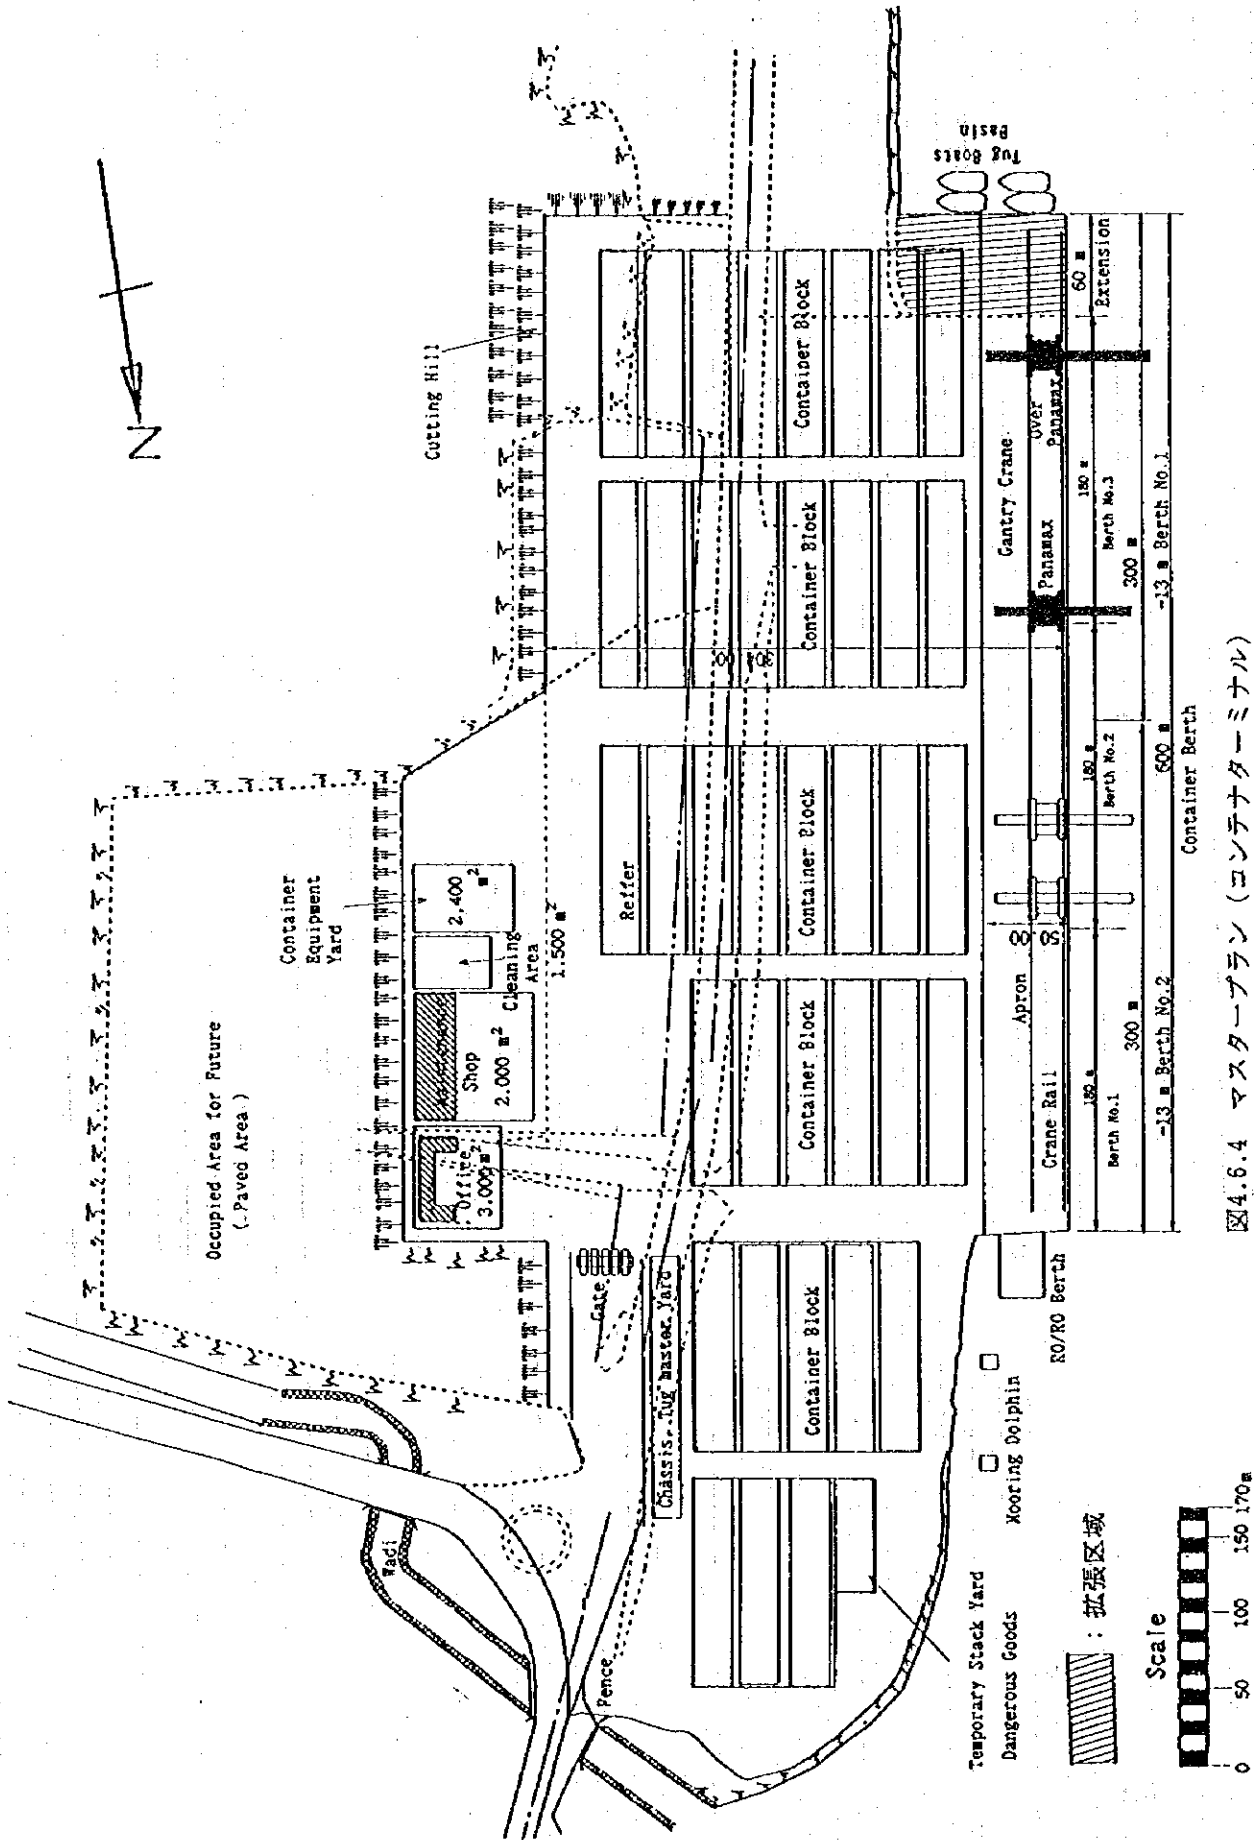 N
Occupied Area for Future
(Paved Area)
Container
Equipment
Yard
Cutting Hill
2,400
m²
Cleaning
Area
1.500 m²
Shop
2.000 m²
Office
3.000 m²
Gate
Chassis, Tug master Yard
Wadi
Fence
Reffer
Container Block
Container Block
Container Block
Container Block
Container Block
Tug Boats
Basin
Gantry Crane
Over
Panamax
Panamax
Apron
50.00
Crane Rail
60 m
Extension
180 m
Berth No.3
180 m
Berth No.2
180 m
Berth No.1
300 m
300 m
-13 m Berth No.1
-13 m Berth No.2
600 m
Container Berth
RO/RO Berth
Mooring Dolphin
Temporary Stack Yard
Dangerous Goods
: 拡張区域
Scale
0 50 100 150 170m
図4.6.4 マスタープラン (コンテナターミナル)